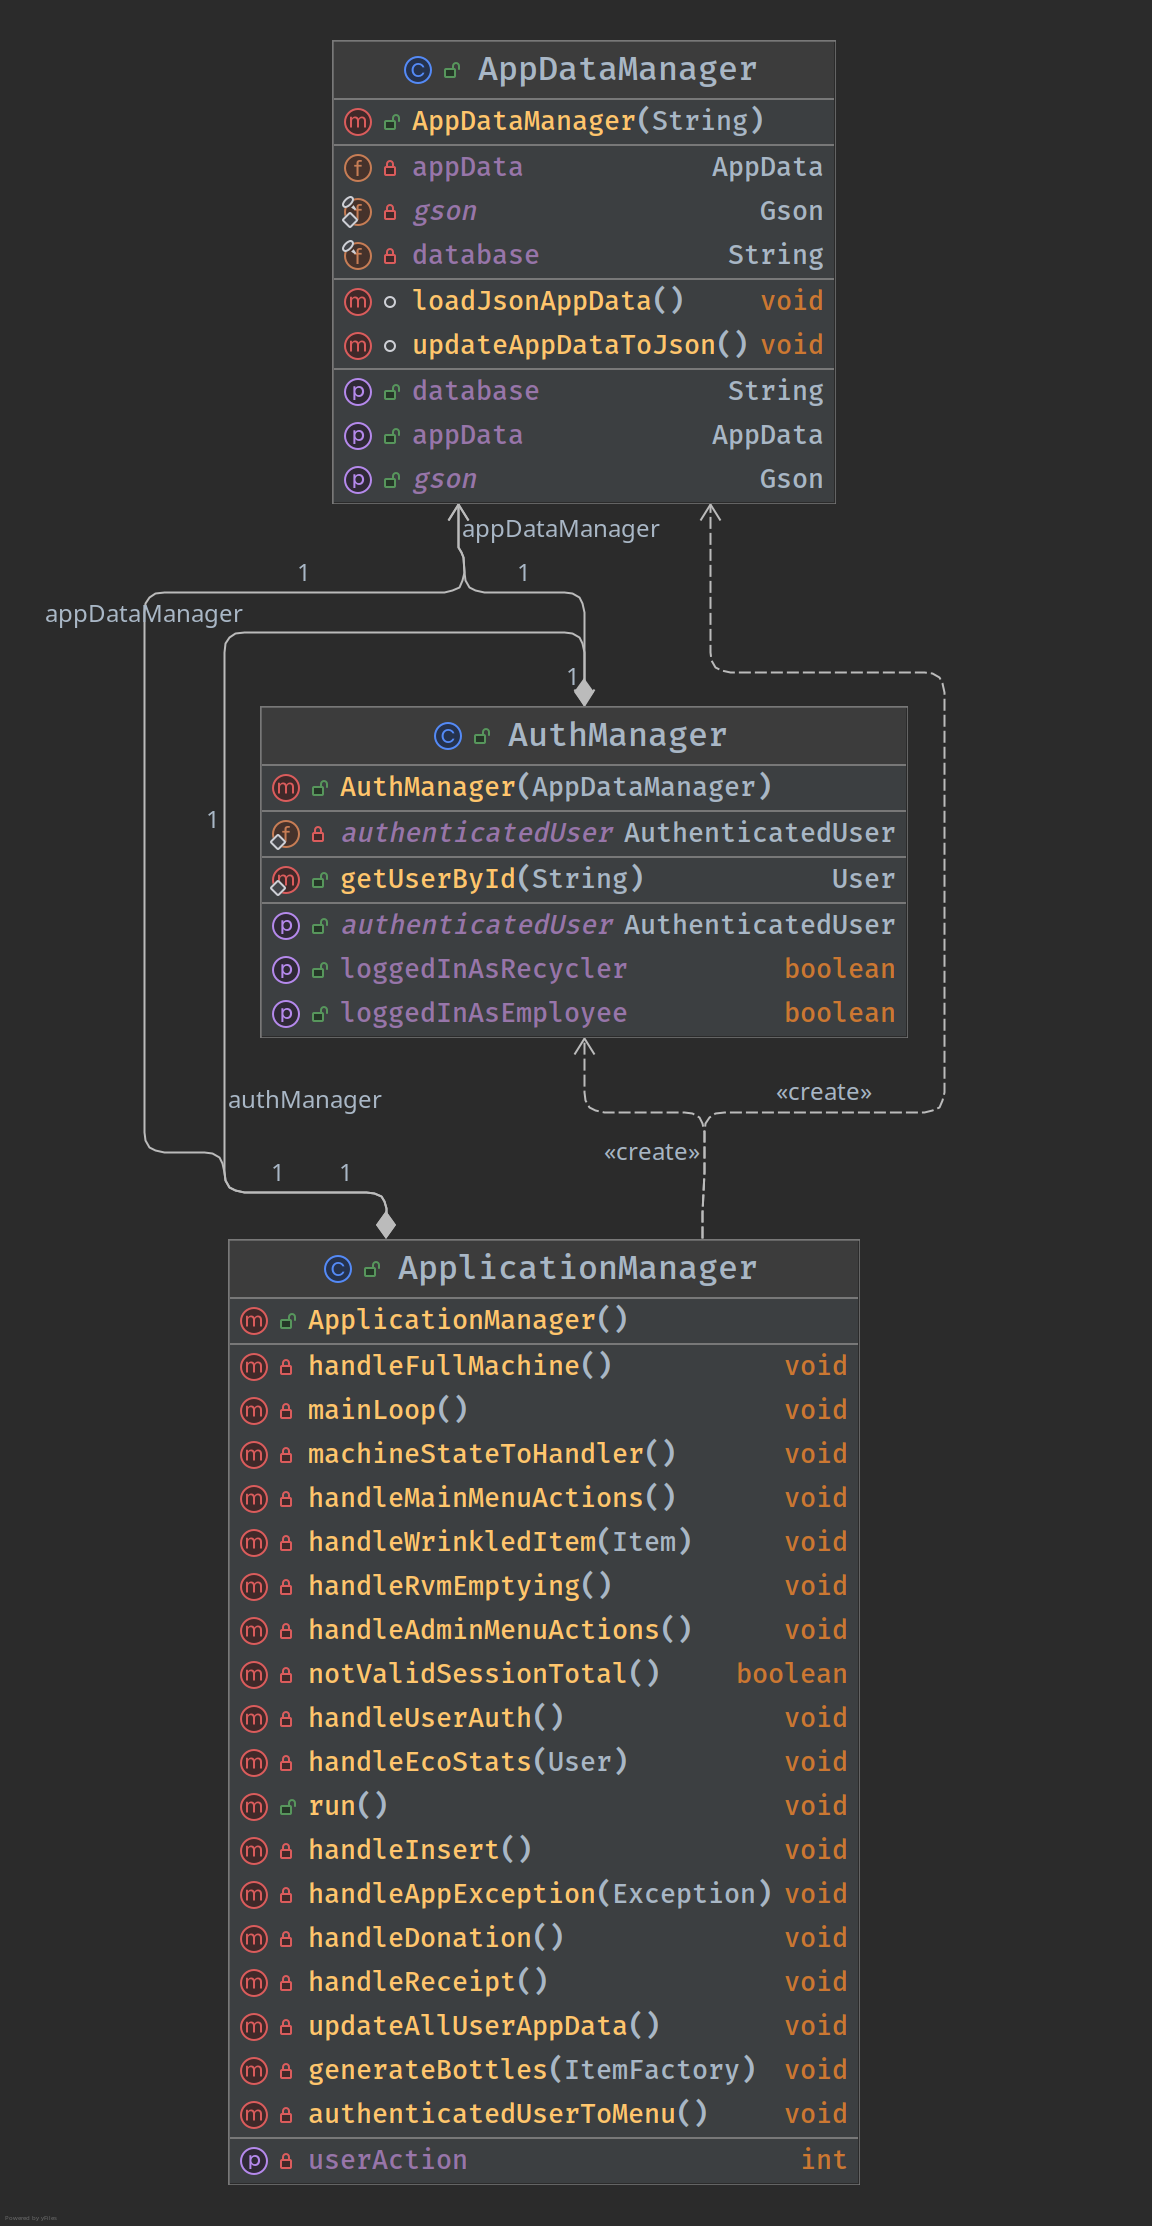 AppDataManager
AppDataManager(String)
appData AppData
gson Gson
database String
loadJsonAppData() void
updateAppDataToJson() void
database String
appData AppData
gson Gson
appDataManager
1 1
appDataManager
1
AuthManager
AuthManager(AppDataManager)
authenticatedUser AuthenticatedUser
getUserById(String) User
authenticatedUser AuthenticatedUser
loggedInAsRecycler boolean
loggedInAsEmployee boolean
1
authManager
«create»
«create»
1 1
ApplicationManager
ApplicationManager()
handleFullMachine() void
mainLoop() void
machineStateToHandler() void
handleMainMenuActions() void
handleWrinkledItem(Item) void
handleRvmEmptying() void
handleAdminMenuActions() void
notValidSessionTotal() boolean
handleUserAuth() void
handleEcoStats(User) void
run() void
handleInsert() void
handleAppException(Exception) void
handleDonation() void
handleReceipt() void
updateAllUserAppData() void
generateBottles(ItemFactory) void
authenticatedUserToMenu() void
userAction int
Powered by yFiles